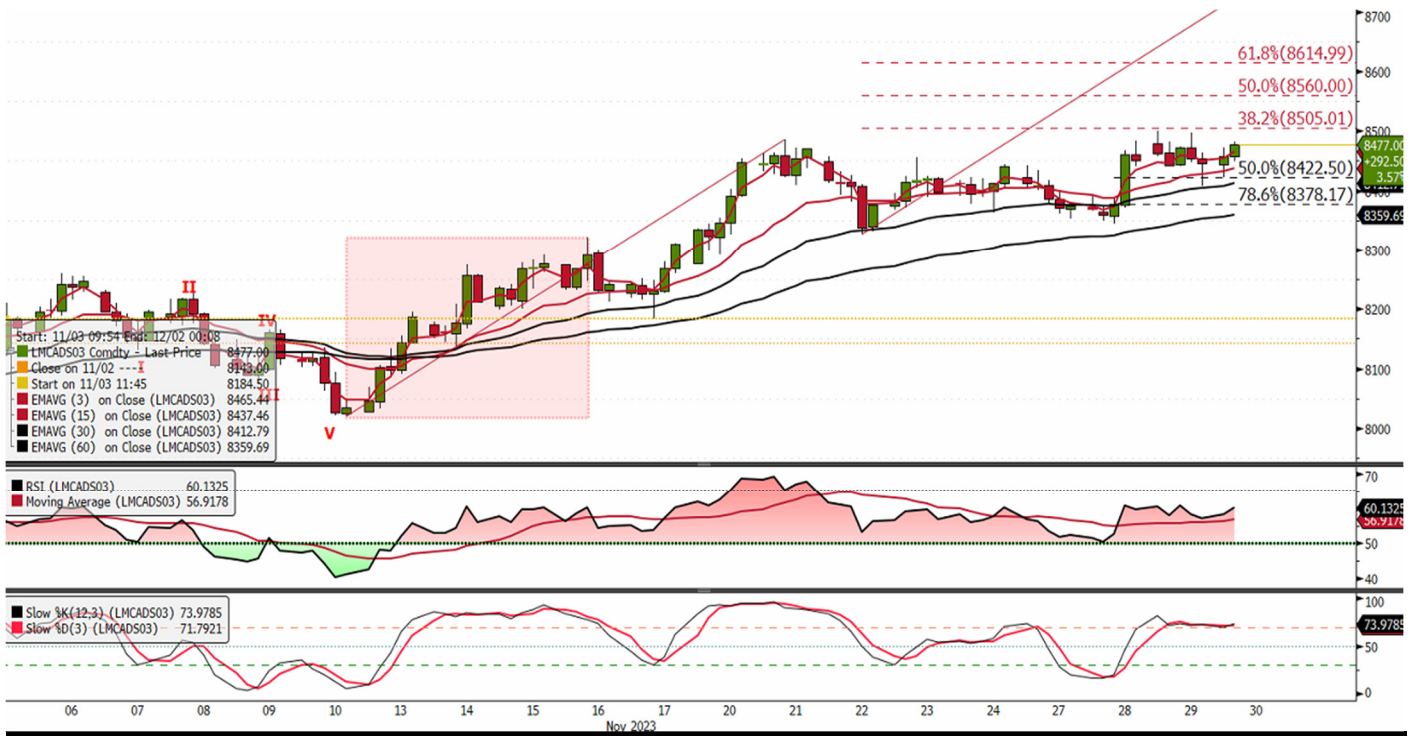 8700
61.8%(8614.99)
8600
50.0%(8560.00)
38.2%(8505.01)
8500
8477.00
+292.50
50.0%(8422.50)
3.57%
8400
78.6%(8378.17)
8359.69
8300
8200
8100
8000
II
IV
I
III
V
Start: 11/03 09:54 End: 12/02 00:08
LMCADS03 Comdty - Last Price 8477.00
Close on 11/02 ---- 8143.00
Start on 11/03 11:45 8184.50
EMAVG (3) on Close (LMCADS03) 8465.44
EMAVG (15) on Close (LMCADS03) 8437.46
EMAVG (30) on Close (LMCADS03) 8412.79
EMAVG (60) on Close (LMCADS03) 8359.69
RSI (LMCADS03) 60.1325
Moving Average (LMCADS03) 56.9178
70
60.1325
56.9178
50
40
Slow %K(12,3) (LMCADS03) 73.9785
Slow %D(3) (LMCADS03) 71.7921
100
73.9785
50
0
06 07 08 09 10 13 14 15 16 17 20 21 22 23 24 27 28 29 30
Nov 2023